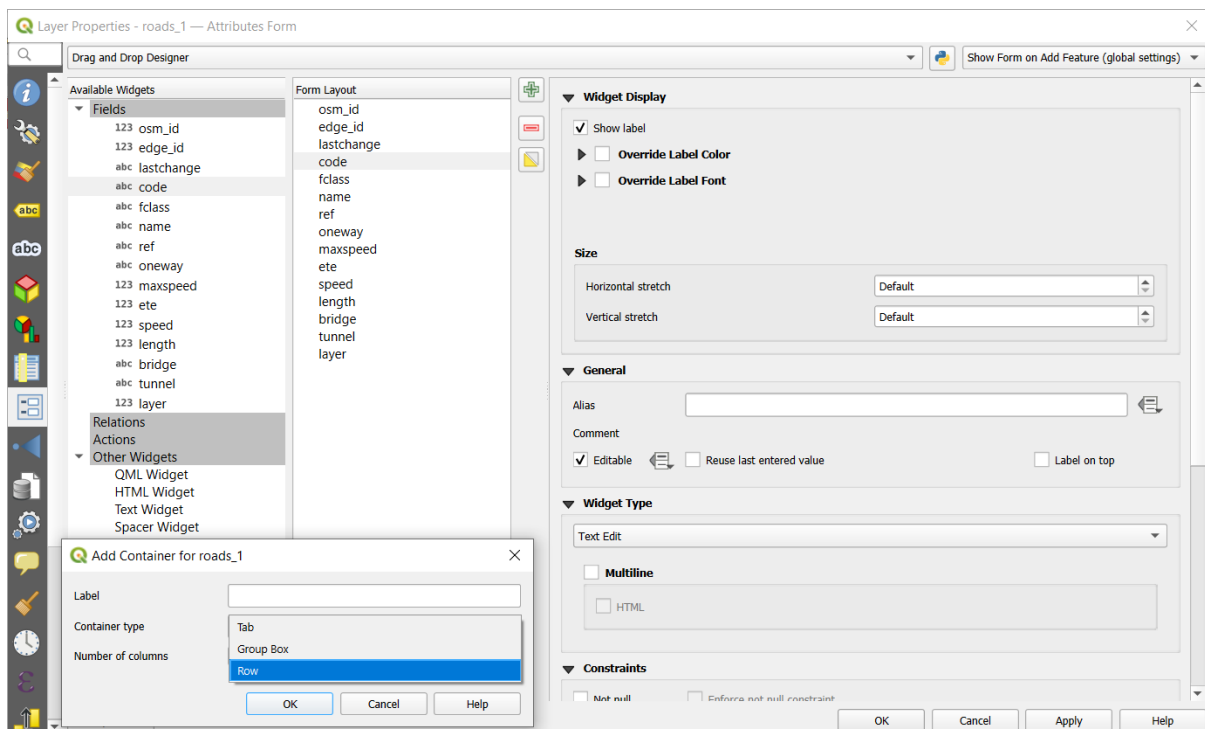 Layer Properties - roads_1 — Attributes Form
Drag and Drop Designer
Show Form on Add Feature (global settings)
Available Widgets
Fields
123 osm_id
123 edge_id
abc lastchange
abc code
abc fclass
abc name
abc ref
abc oneway
123 maxspeed
123 ete
123 speed
123 length
abc bridge
abc tunnel
123 layer
Relations
Actions
Other Widgets
QML Widget
HTML Widget
Text Widget
Spacer Widget
Form Layout
osm_id
edge_id
lastchange
code
fclass
name
ref
oneway
maxspeed
ete
speed
length
bridge
tunnel
layer
Widget Display
Show label
Override Label Color
Override Label Font
Size
Horizontal stretch
Default
Vertical stretch
Default
General
Alias
Comment
Editable
Reuse last entered value
Label on top
Widget Type
Text Edit
Multiline
HTML
Constraints
Not null
Enforce not null constraint
OK
Cancel
Apply
Help
Add Container for roads_1
Label
Container type
Tab
Group Box
Row
Number of columns
OK
Cancel
Help
abc
abc